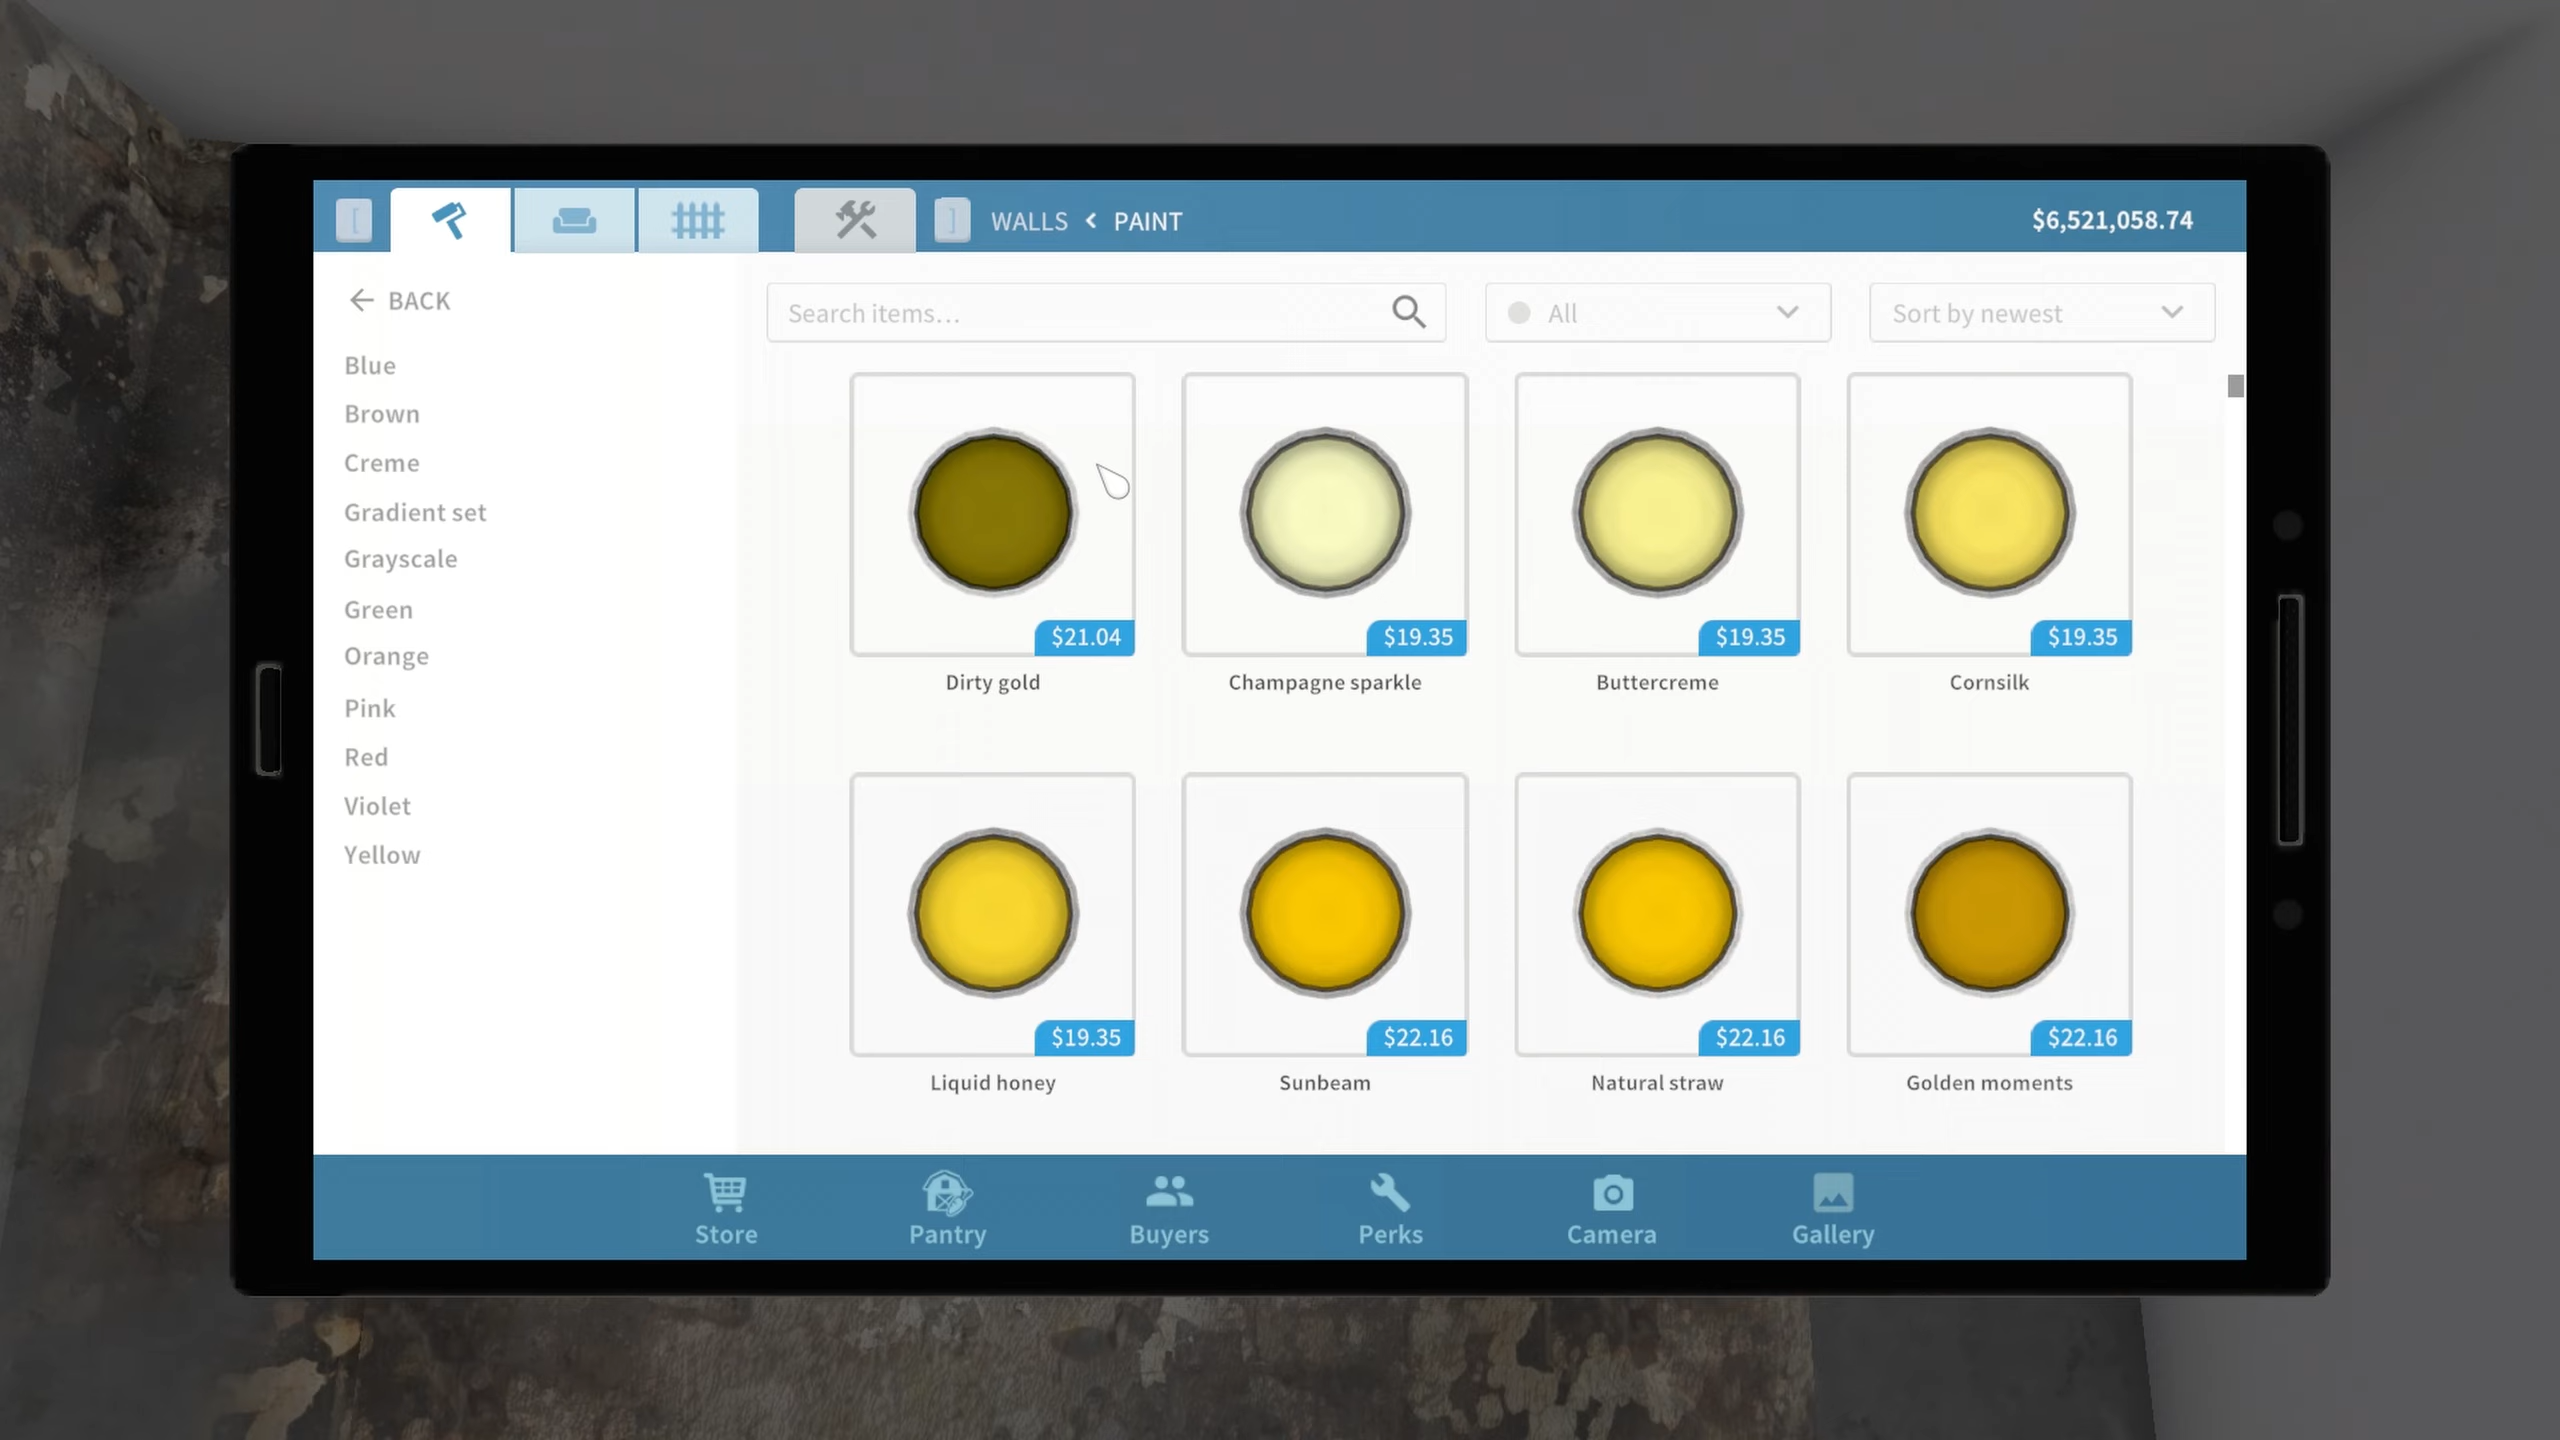 [
]
WALLS < PAINT
$6,521,058.74
BACK
Search items...
All
Sort by newest
Blue
Brown
Creme
Gradient set
Grayscale
Green
Orange
Pink
Red
Violet
Yellow
$21.04
$19.35
$19.35
$19.35
Dirty gold
Champagne sparkle
Buttercreme
Cornsilk
$19.35
$22.16
$22.16
$22.16
Liquid honey
Sunbeam
Natural straw
Golden moments
Store
Pantry
Buyers
Perks
Camera
Gallery